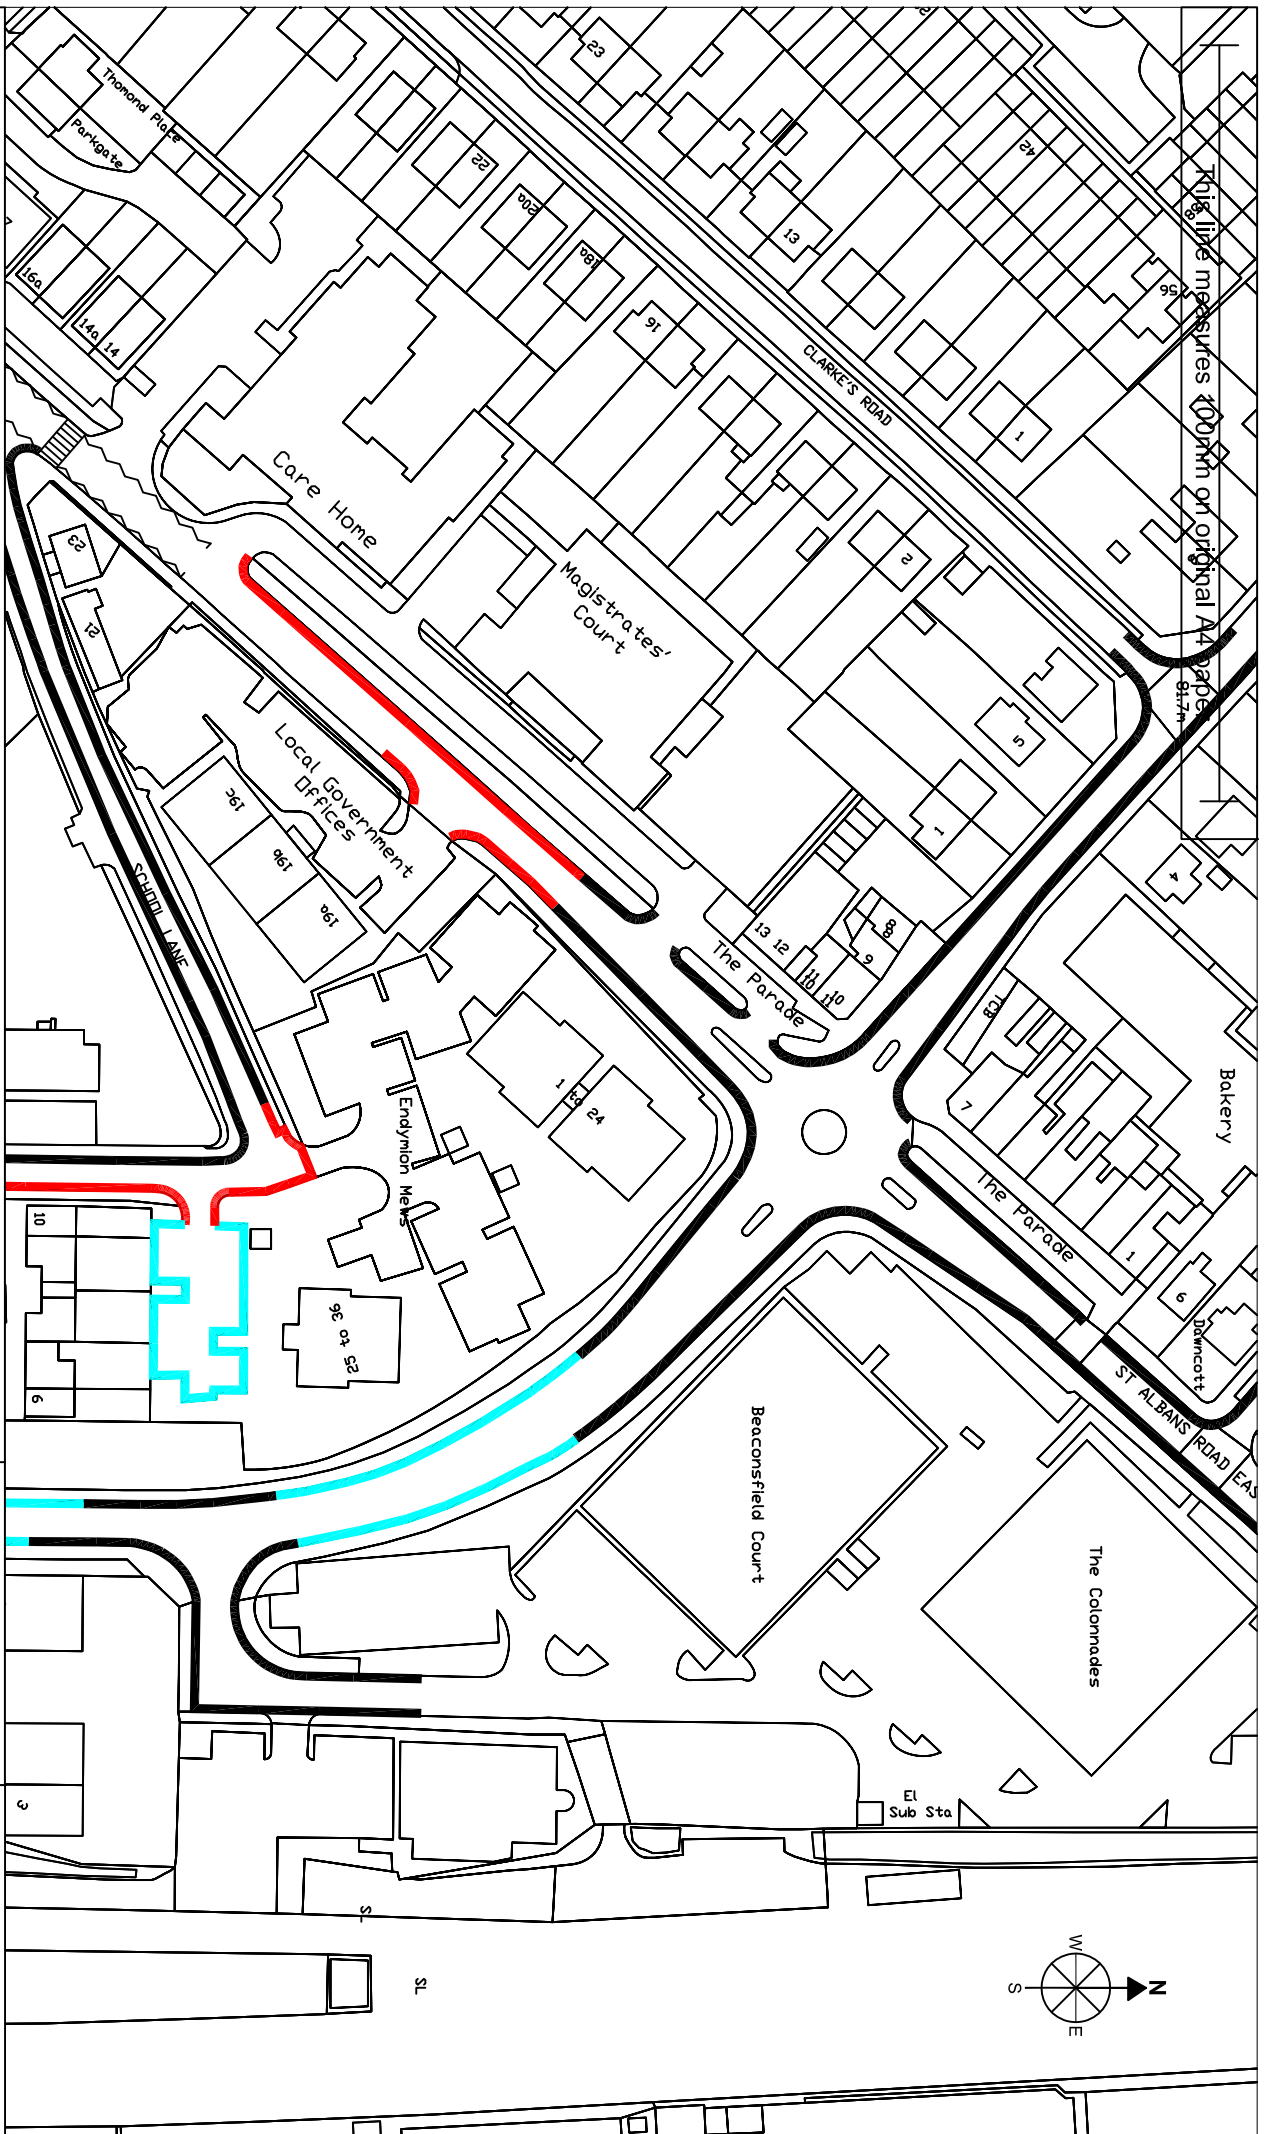 23
42
Thomond Place
Parkgate
22
20a
18a
16
13
56
16a
14a 14
CLARKE'S ROAD
1
2
This line measures 100mm on original A4 paper
81.7m
Care Home
Magistrates'
Court
23
21
5
1
4
Local Government
Offices
19c
19b
19a
SCHOOL LANE
13 12
11
10
11
10
9
8
The Parade
TCB
7
Bakery
1 to 24
Endymion Mews
The Parade
1
6
Dawncott
ST ALBANS ROAD EAS
10
6
25 to 36
Beaconsfield Court
The Colonnades
3
El
Sub Sta
SL
SL
N
W
S
E